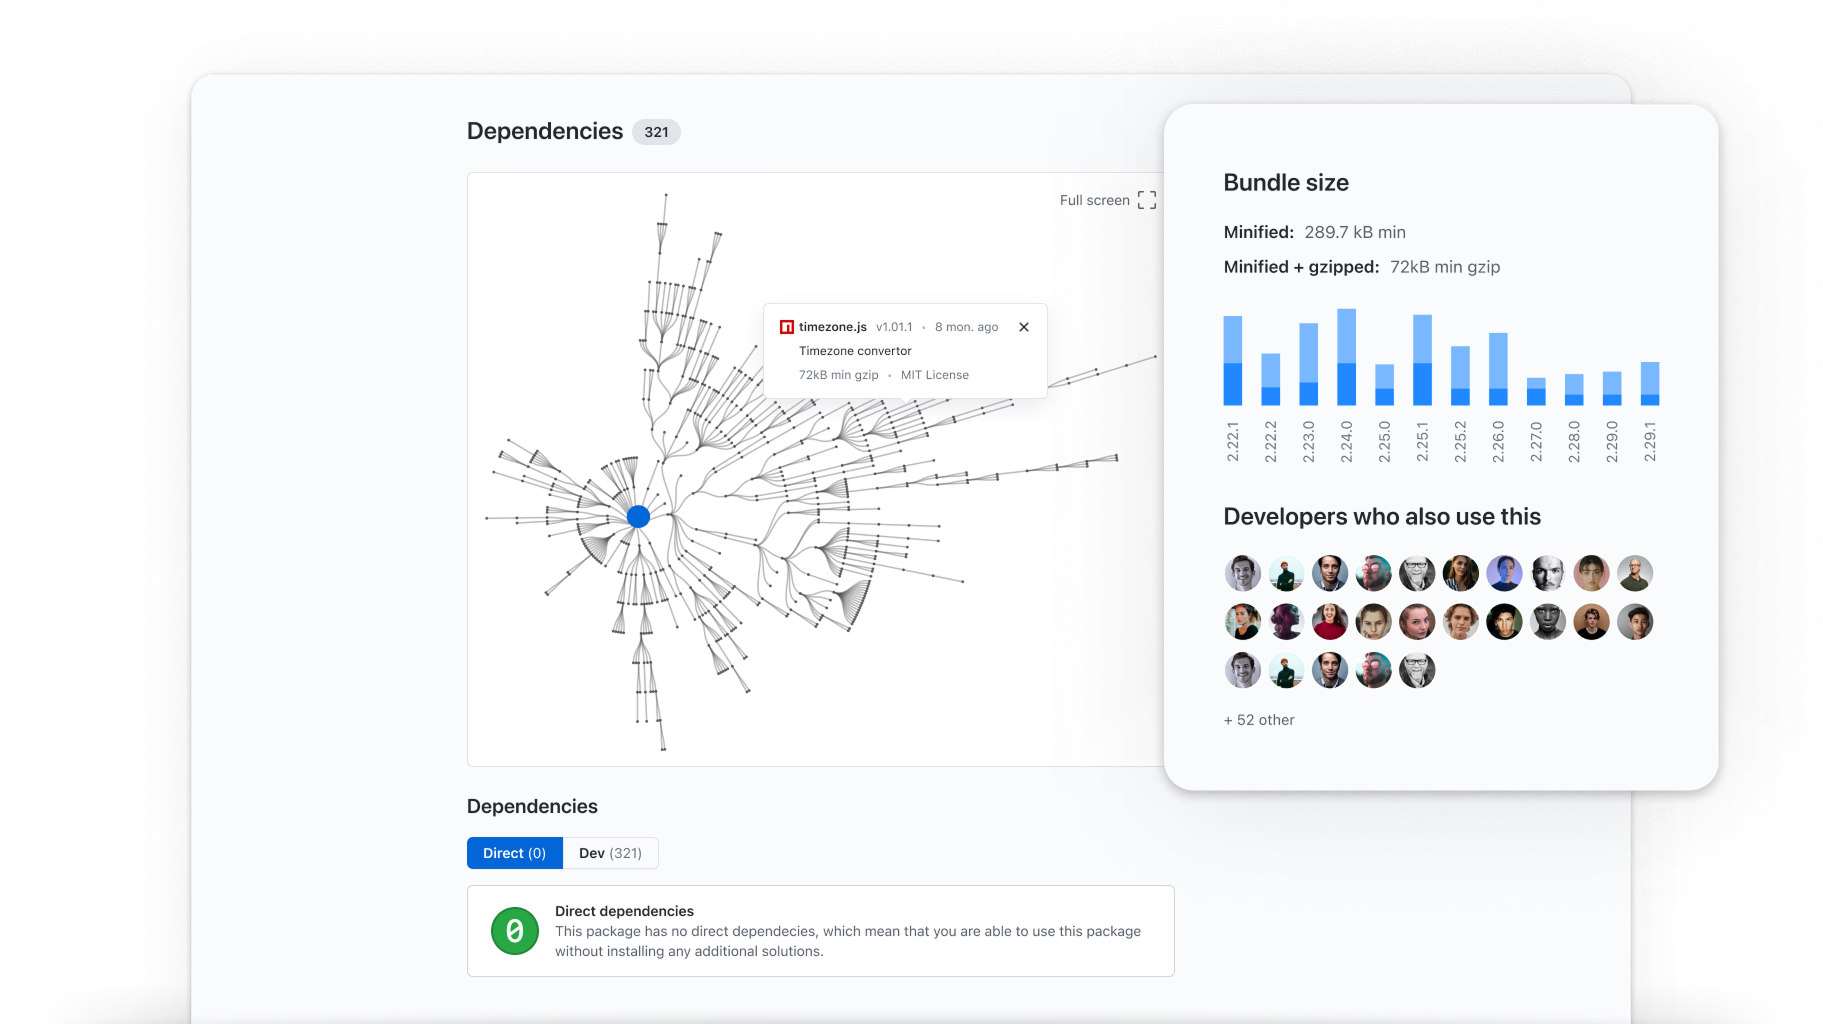 Dependencies 321
Full screen
timezone.js v1.01.1 • 8 mon. ago
Timezone convertor
72kB min gzip • MIT License
Dependencies
Direct (0) Dev (321)
0
Direct dependencies
This package has no direct dependecies, which mean that you are able to use this package
without installing any additional solutions.
Bundle size
Minified: 289.7 kB min
Minified + gzipped: 72kB min gzip
2.22.1 2.22.2 2.23.0 2.24.0 2.25.0 2.25.1 2.25.2 2.26.0 2.27.0 2.28.0 2.29.0 2.29.1
Developers who also use this
+ 52 other